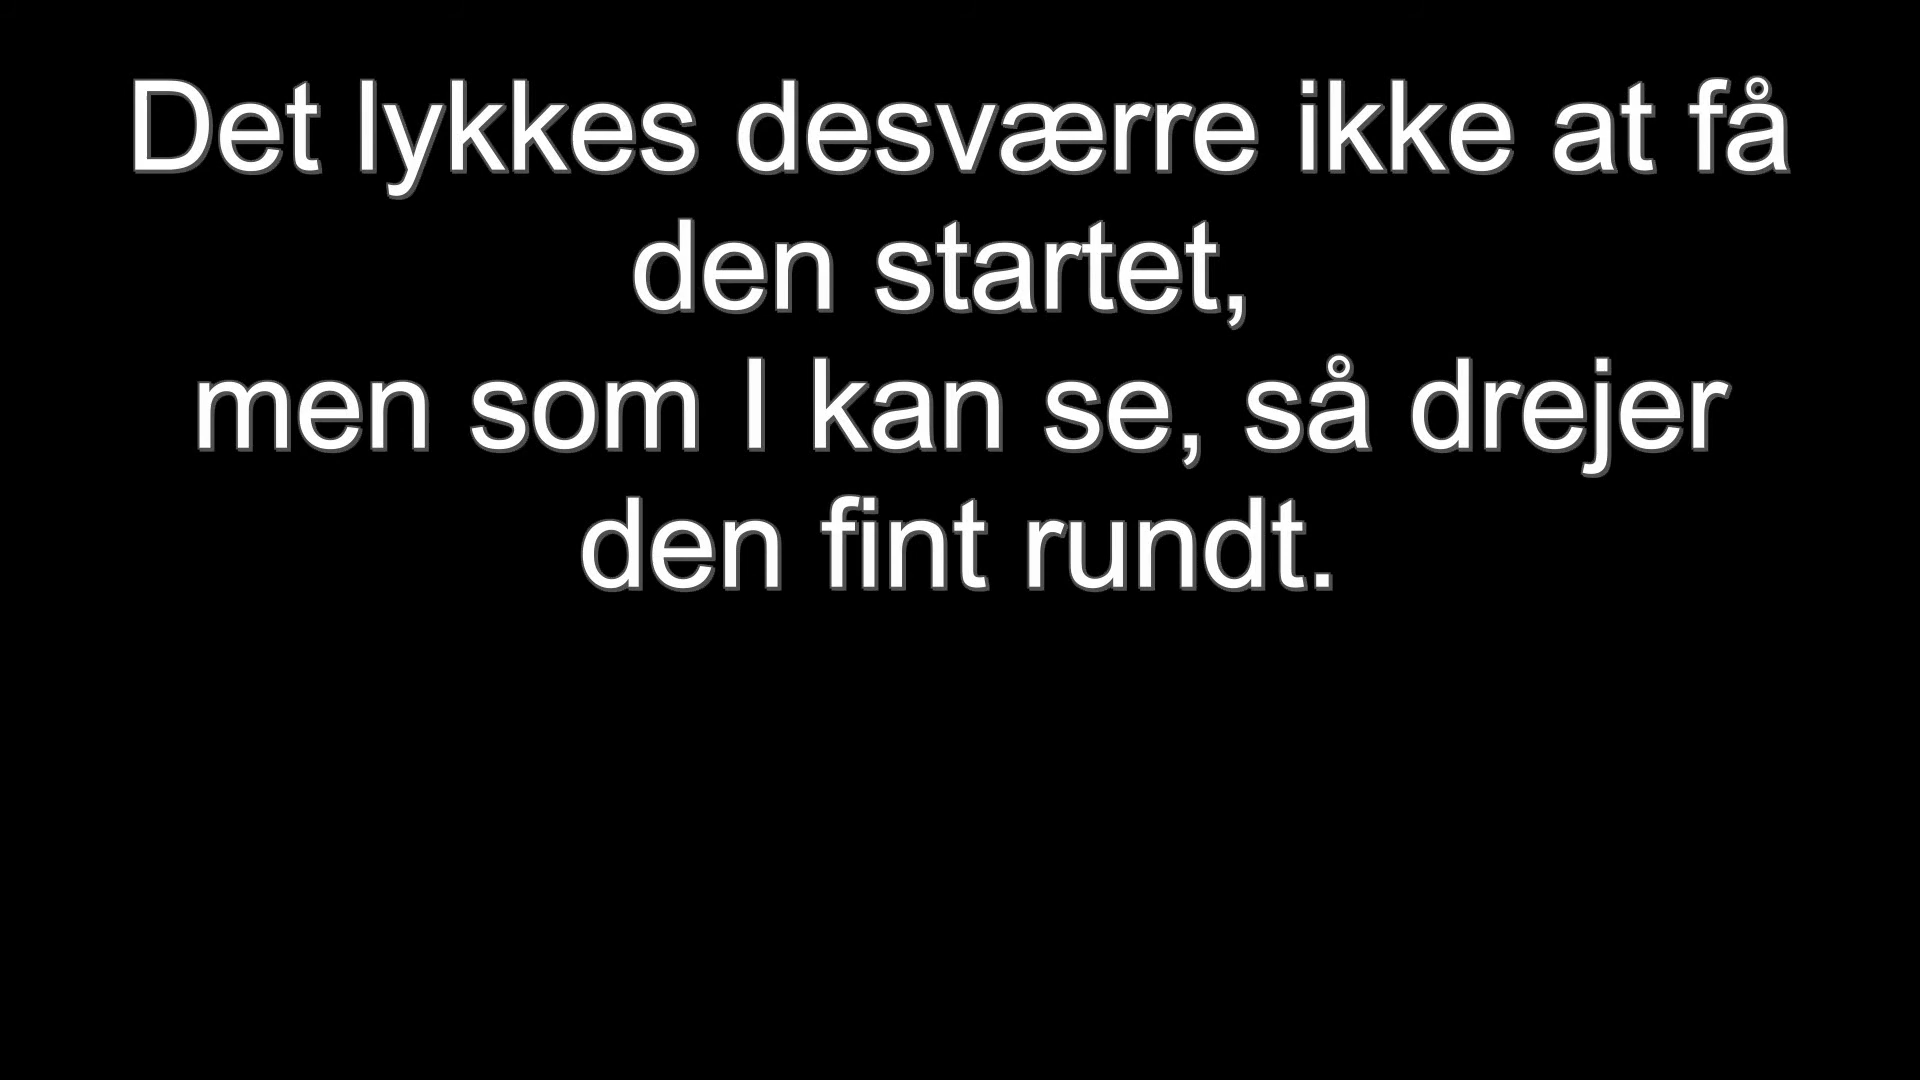 Det lykkes desværre ikke at få
den startet,
men som I kan se, så drejer
den fint rundt.